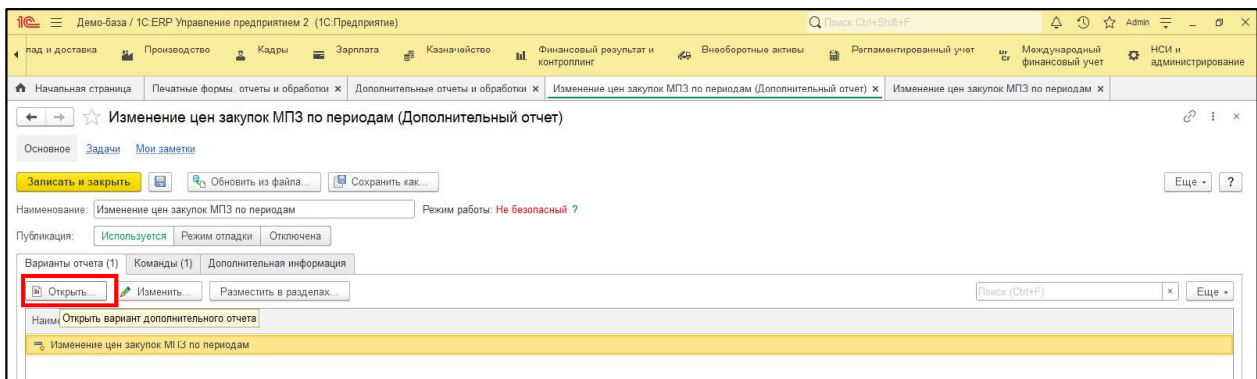 Демо-база / 1С:ERP Управление предприятием 2 (1С:Предприятие) Поиск Ctrl+Shift+F Admin
пад и доставка Производство Кадры Зарплата Казначейство Финансовый результат и контроллинг Внеоборотные активы Регламентированный учет Международный финансовый учет НСИ и администрирование
Начальная страница Печатные формы, отчеты и обработки × Дополнительные отчеты и обработки × Изменение цен закупок МПЗ по периодам (Дополнительный отчет) × Изменение цен закупок МПЗ по периодам ×
Изменение цен закупок МПЗ по периодам (Дополнительный отчет)
Основное Задачи Мои заметки
Записать и закрыть Обновить из файла... Сохранить как... Еще ?
Наименование: Изменение цен закупок МПЗ по периодам Режим работы: Не безопасный ?
Публикация: Используется Режим отладки Отключена
Варианты отчета (1) Команды (1) Дополнительная информация
Открыть... Изменить... Разместить в разделах... Поиск (Ctrl+F) × Еще
Наим Открыть вариант дополнительного отчета
Изменение цен закупок МПЗ по периодам